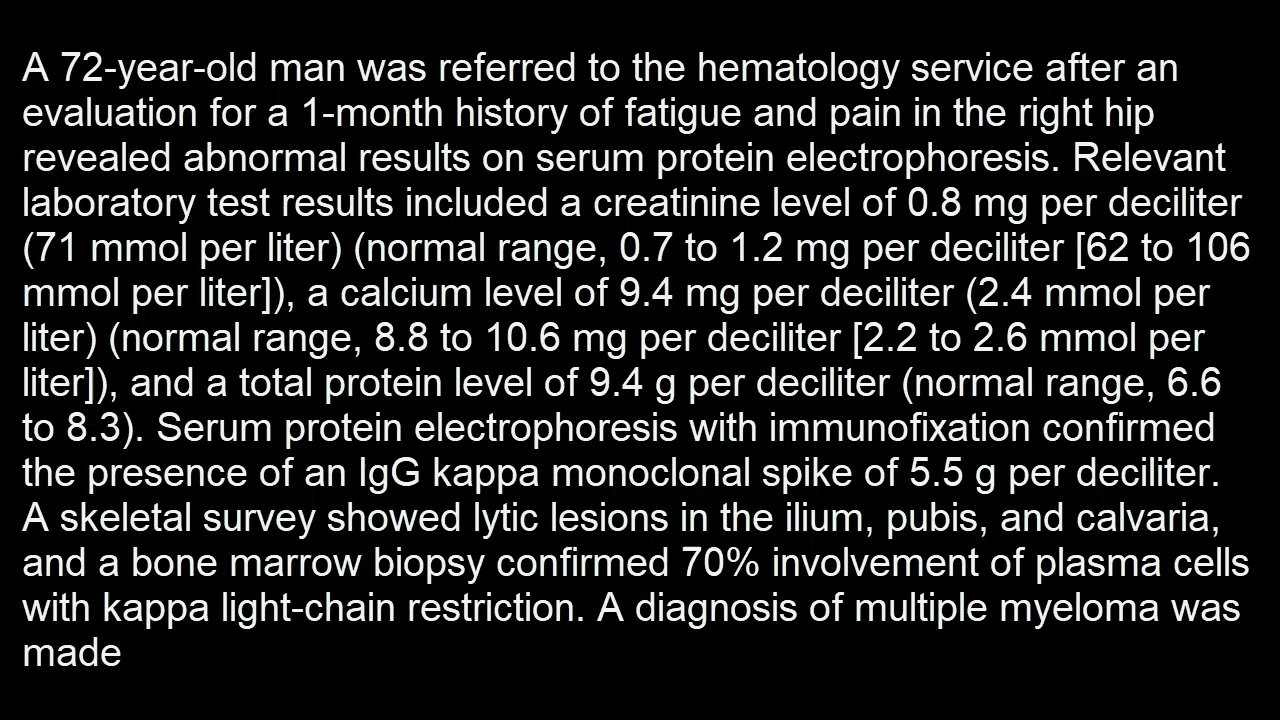 A 72-year-old man was referred to the hematology service after an
evaluation for a 1-month history of fatigue and pain in the right hip
revealed abnormal results on serum protein electrophoresis. Relevant
laboratory test results included a creatinine level of 0.8 mg per deciliter
(71 mmol per liter) (normal range, 0.7 to 1.2 mg per deciliter [62 to 106
mmol per liter]), a calcium level of 9.4 mg per deciliter (2.4 mmol per
liter) (normal range, 8.8 to 10.6 mg per deciliter [2.2 to 2.6 mmol per
liter]), and a total protein level of 9.4 g per deciliter (normal range, 6.6
to 8.3). Serum protein electrophoresis with immunofixation confirmed
the presence of an IgG kappa monoclonal spike of 5.5 g per deciliter.
A skeletal survey showed lytic lesions in the ilium, pubis, and calvaria,
and a bone marrow biopsy confirmed 70% involvement of plasma cells
with kappa light-chain restriction. A diagnosis of multiple myeloma was
made